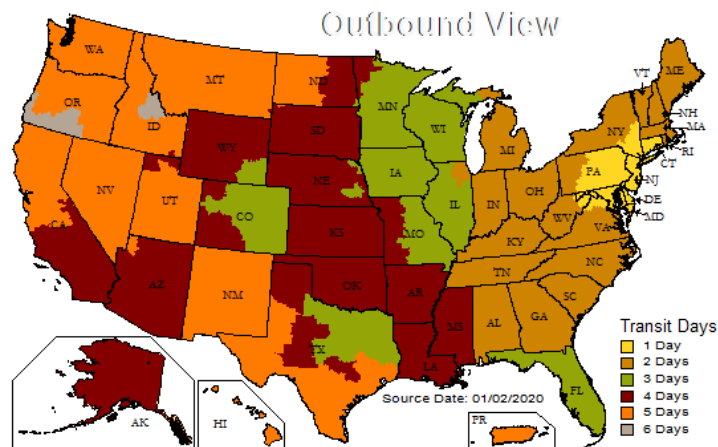 Outbound View
WA
MT
ND
MN
VT
ME
OR
ID
SD
WI
NY
NH
MA
WY
MI
RI
CT
NE
IA
PA
NJ
NV
UT
CO
IL
IN
OH
DE
MD
WV
VA
CA
KS
MO
KY
AZ
NM
OK
AR
TN
NC
SC
MS
AL
GA
TX
LA
FL
AK
HI
PR
Source Date: 01/02/2020
Transit Days
1 Day
2 Days
3 Days
4 Days
5 Days
6 Days